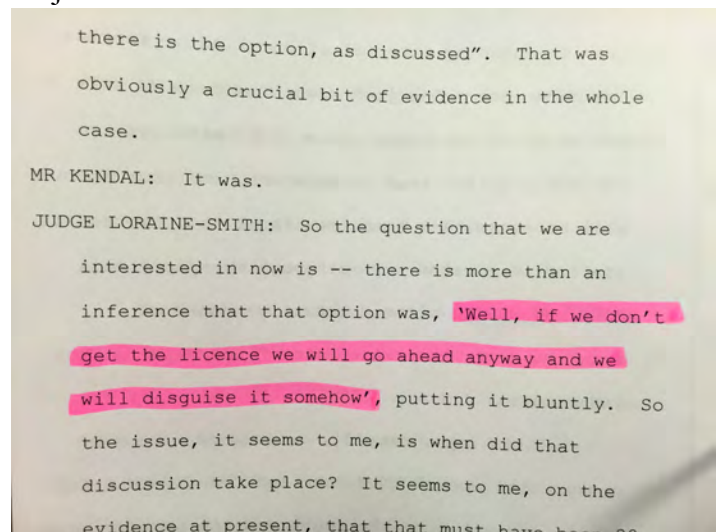 there is the option, as discussed". That was
obviously a crucial bit of evidence in the whole
case.
MR KENDAL: It was.
JUDGE LORAINE-SMITH: So the question that we are
interested in now is -- there is more than an
inference that that option was, 'Well, if we don't
get the licence we will go ahead anyway and we
will disguise it somehow', putting it bluntly. So
the issue, it seems to me, is when did that
discussion take place? It seems to me, on the
evidence at present, that that must have been